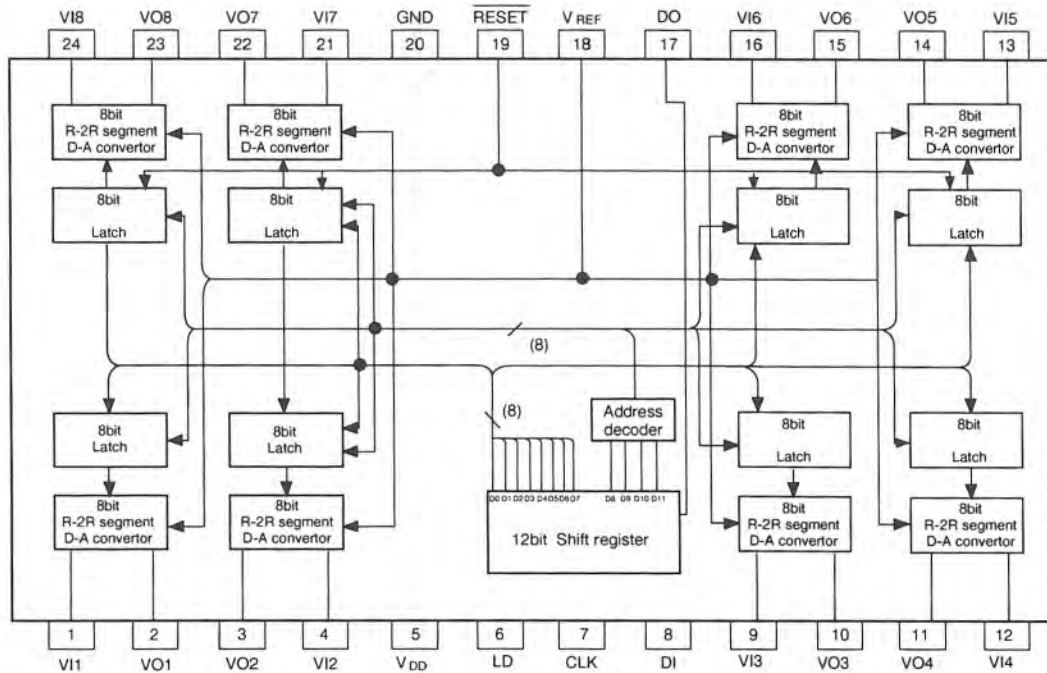 VI8 VO8 VO7 VI7 GND RESET V REF DO VI6 VO6 VO5 VI5
24 23 22 21 20 19 18 17 16 15 14 13
8bit 8bit 8bit 8bit
R-2R segment R-2R segment R-2R segment R-2R segment
D-A convertor D-A convertor D-A convertor D-A convertor
8bit 8bit 8bit 8bit
Latch Latch Latch Latch
(8)
(8)
Address
decoder
8bit 8bit 8bit 8bit
Latch Latch Latch Latch
D0 D1 D2 D3 D4 D5 D6 D7 D8 D9 D10 D11
8bit 8bit 8bit 8bit
R-2R segment R-2R segment 12bit Shift register R-2R segment R-2R segment
D-A convertor D-A convertor D-A convertor D-A convertor
1 2 3 4 5 6 7 8 9 10 11 12
VI1 VO1 VO2 VI2 V DD LD CLK DI VI3 VO3 VO4 VI4